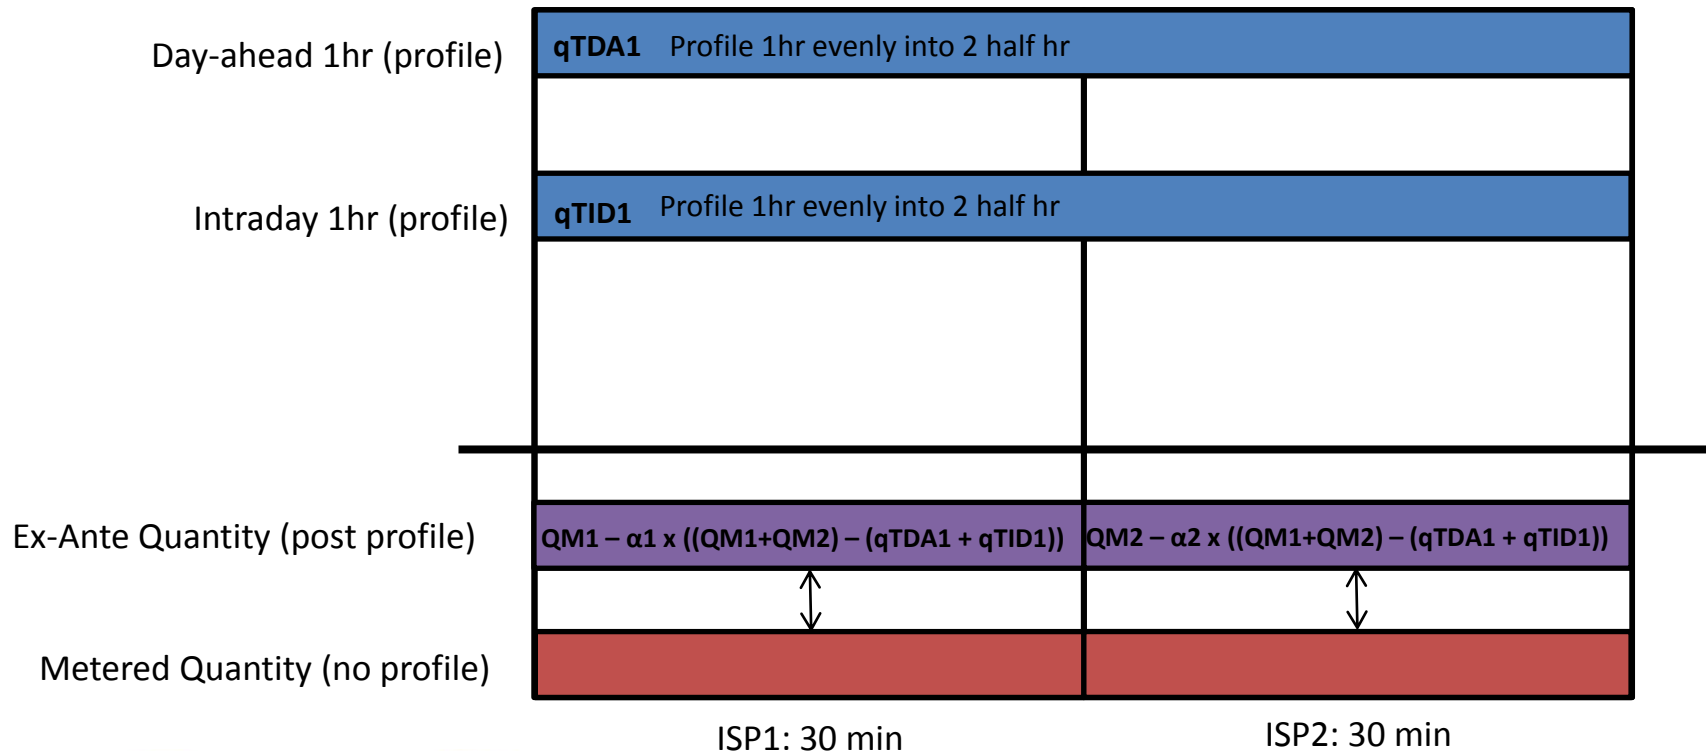 Day-ahead 1hr (profile)
qTDA1 Profile 1hr evenly into 2 half hr
Intraday 1hr (profile)
qTID1 Profile 1hr evenly into 2 half hr
Ex-Ante Quantity (post profile)
QM1 – α1 x ((QM1+QM2) – (qTDA1 + qTID1))
QM2 – α2 x ((QM1+QM2) – (qTDA1 + qTID1))
Metered Quantity (no profile)
ISP1: 30 min
ISP2: 30 min